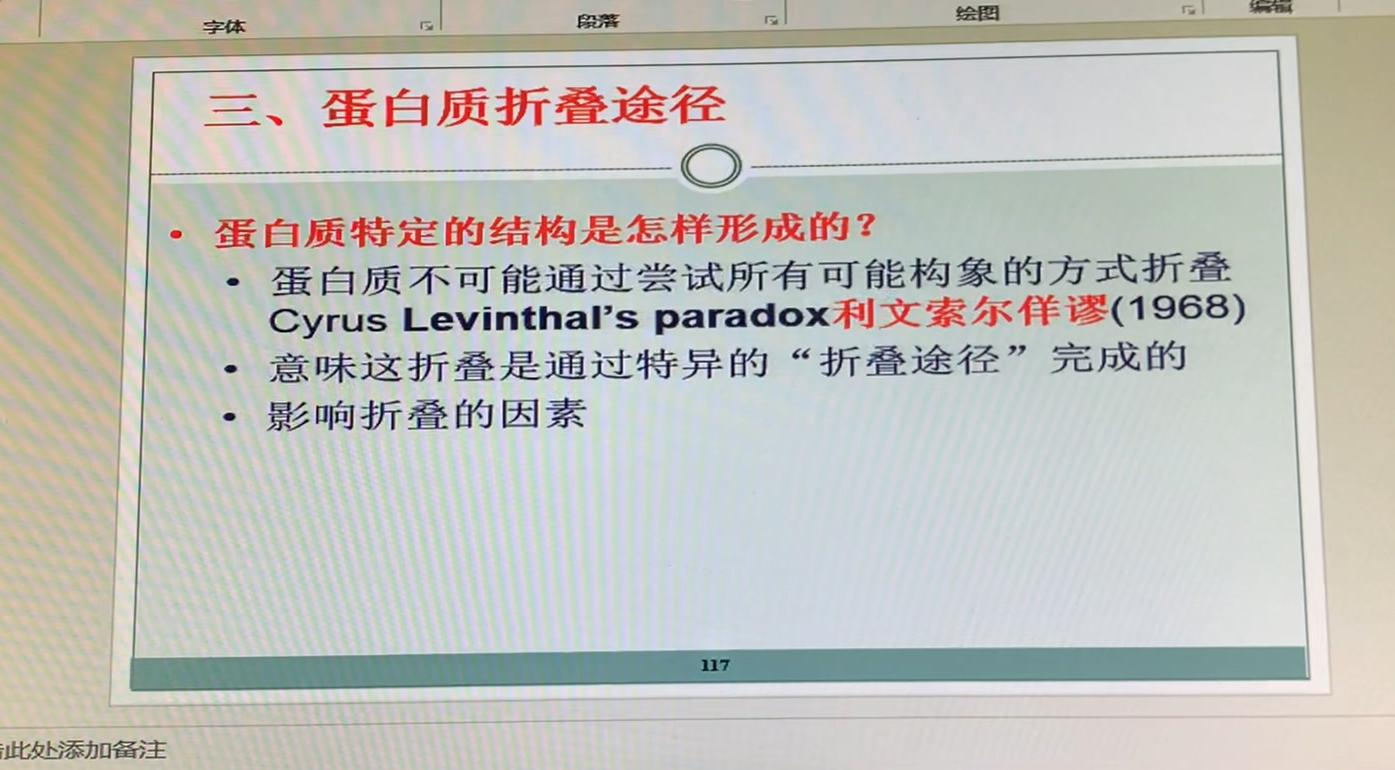 字体
段落
绘图
编辑
三、蛋白质折叠途径
• 蛋白质特定的结构是怎样形成的?
• 蛋白质不可能通过尝试所有可能构象的方式折叠
Cyrus Levinthal's paradox利文索尔佯谬(1968)
• 意味这折叠是通过特异的“折叠途径”完成的
• 影响折叠的因素
117
此处添加备注